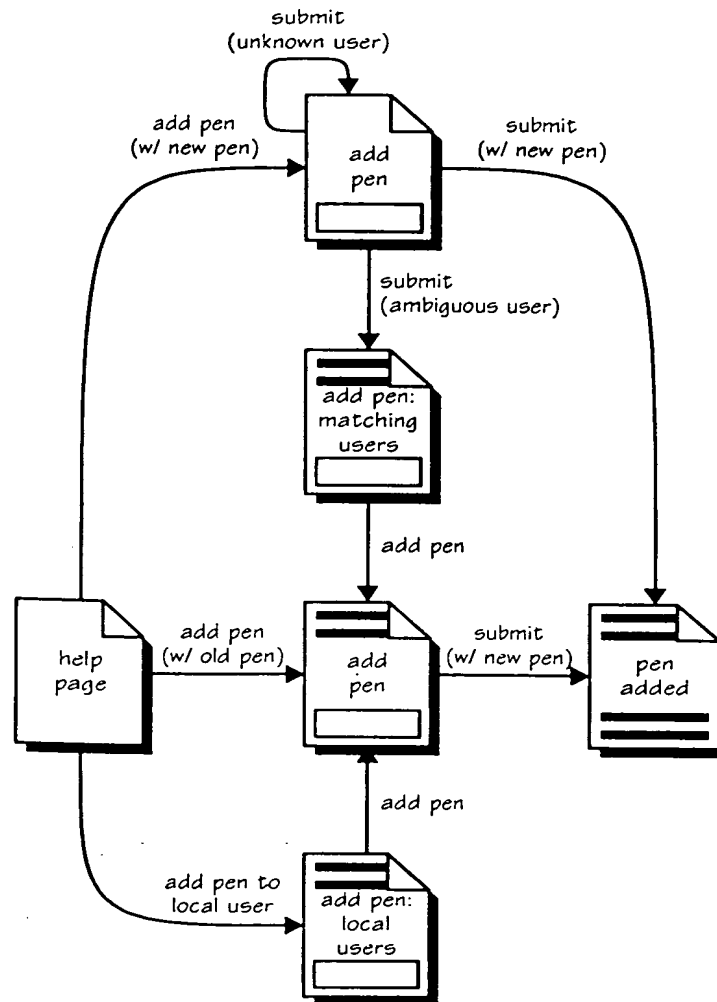 submit
(unknown user)
add pen
(w/ new pen)
add
pen
submit
(w/ new pen)
submit
(ambiguous user)
add pen:
matching
users
add pen
help
page
add pen
(w/ old pen)
add
pen
submit
(w/ new pen)
pen
added
add pen
add pen to
local user
add pen:
local
users